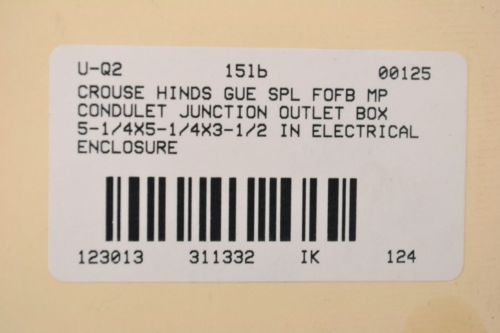 U-Q2 15lb 00125
CROUSE HINDS GUE SPL FOFB MP
CONDULET JUNCTION OUTLET BOX
5-1/4X5-1/4X3-1/2 IN ELECTRICAL
ENCLOSURE
123013 311332 IK 124